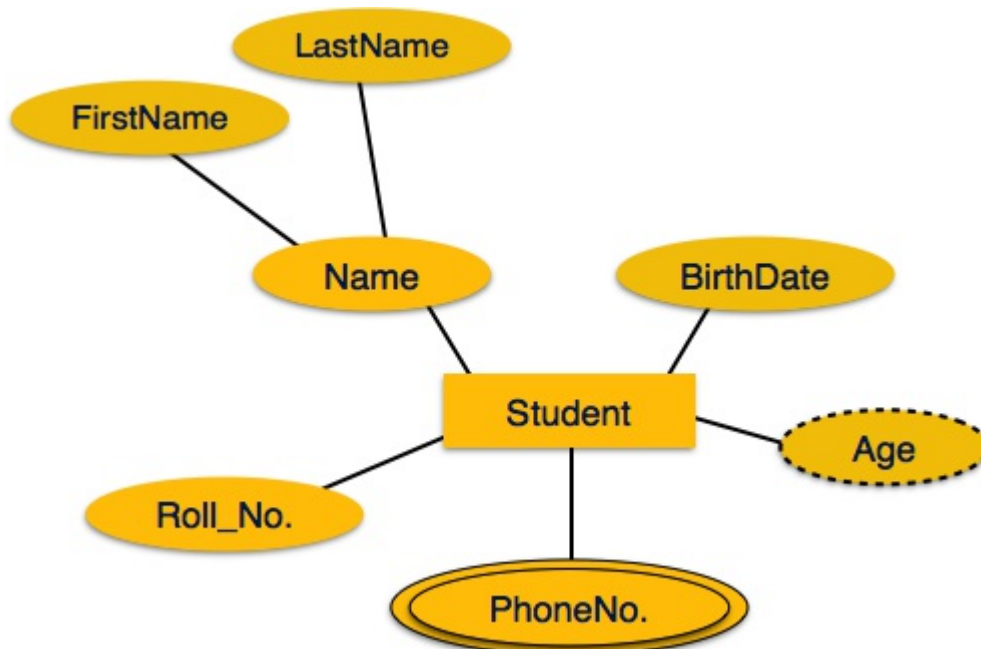 LastName
FirstName
Name
BirthDate
Student
Age
Roll_No.
PhoneNo.